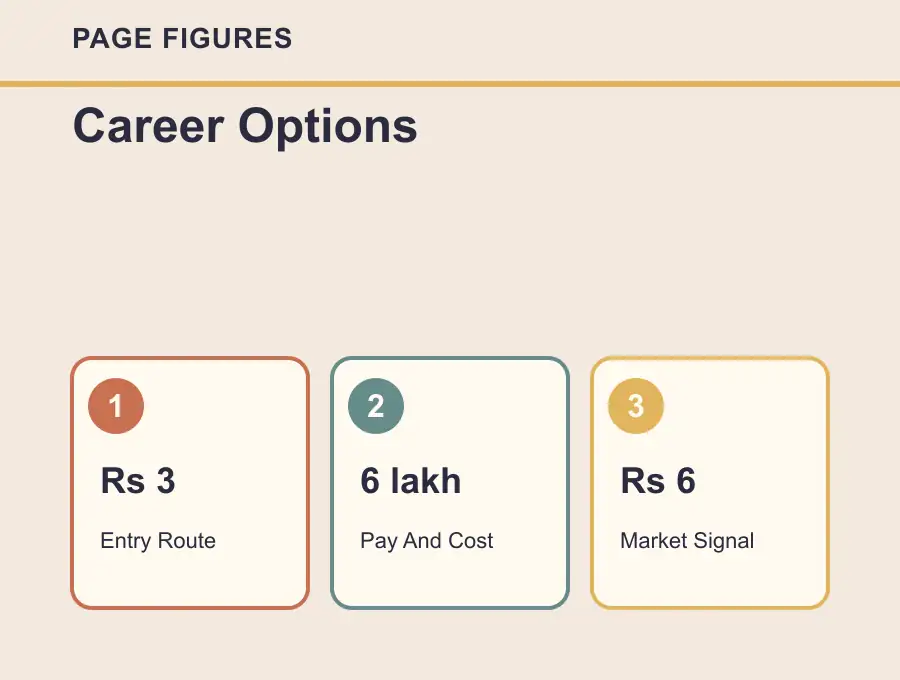 PAGE FIGURES
Career Options
1
Rs 3
Entry Route
2
6 lakh
Pay And Cost
3
Rs 6
Market Signal